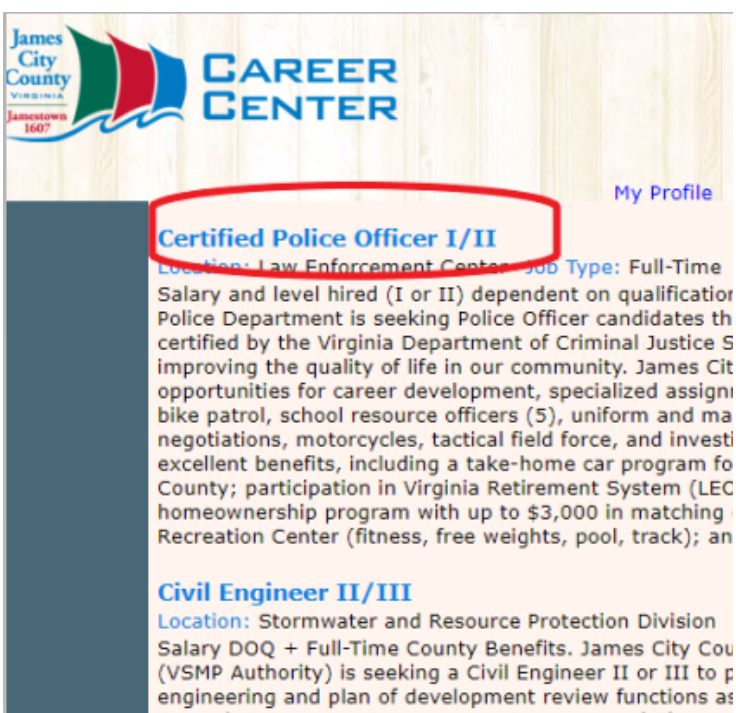 James
City
County
VIRGINIA
Jamestown
1607
CAREER
CENTER
My Profile
Certified Police Officer I/II
Location: Law Enforcement Center Job Type: Full-Time
Salary and level hired (I or II) dependent on qualification
Police Department is seeking Police Officer candidates th
certified by the Virginia Department of Criminal Justice S
improving the quality of life in our community. James Cit
opportunities for career development, specialized assign
bike patrol, school resource officers (5), uniform and ma
negotiations, motorcycles, tactical field force, and investi
excellent benefits, including a take-home car program fo
County; participation in Virginia Retirement System (LEO
homeownership program with up to $3,000 in matching
Recreation Center (fitness, free weights, pool, track); an
Civil Engineer II/III
Location: Stormwater and Resource Protection Division
Salary DOQ + Full-Time County Benefits. James City Cou
(VSMP Authority) is seeking a Civil Engineer II or III to p
engineering and plan of development review functions as